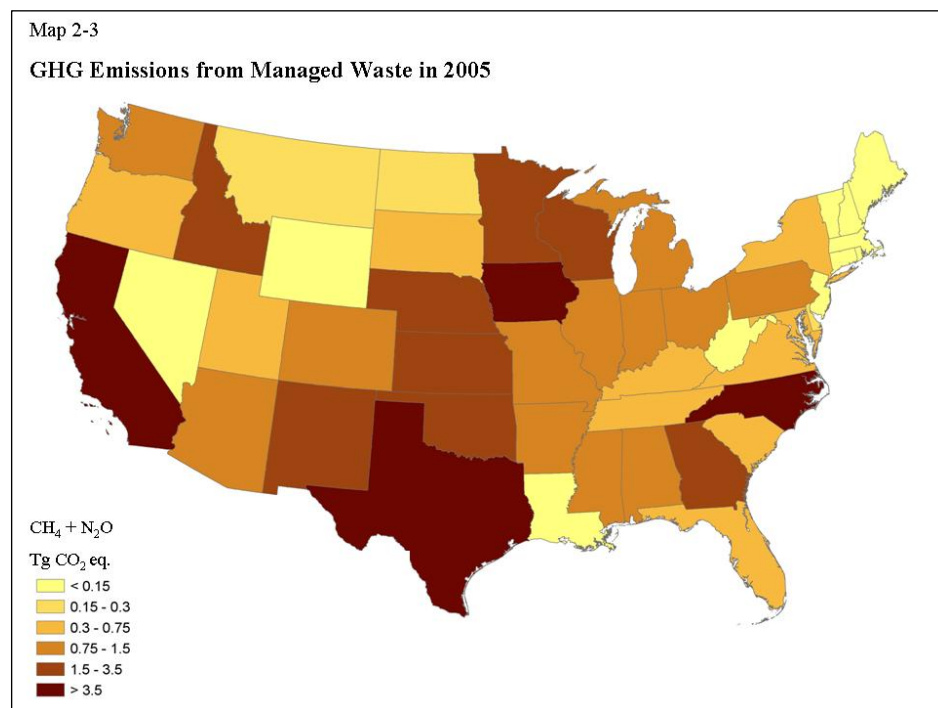 Map 2-3
GHG Emissions from Managed Waste in 2005
CH₄ + N₂O
Tg CO₂ eq.
< 0.15
0.15 - 0.3
0.3 - 0.75
0.75 - 1.5
1.5 - 3.5
> 3.5